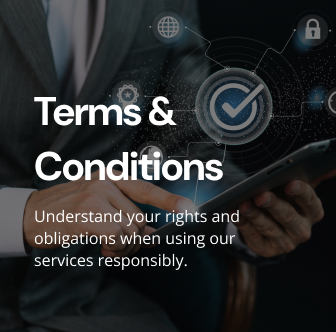 Terms &
Conditions
Understand your rights and
obligations when using our
services responsibly.